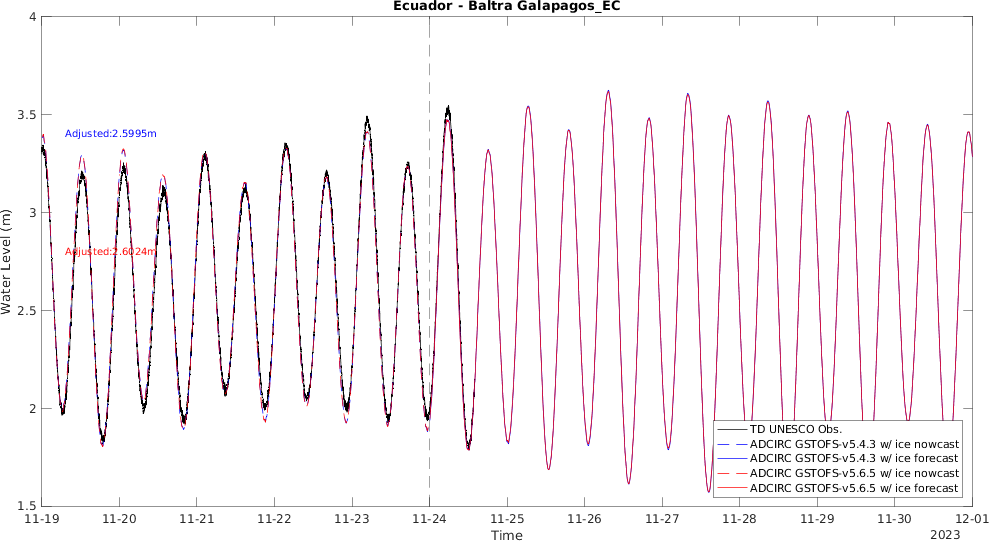 Ecuador - Baltra Galapagos_EC
4
3.5
3
2.5
2
1.5
Water Level (m)
Adjusted:2.5995m
Adjusted:2.6024m
TD UNESCO Obs.
ADCIRC GSTOFS-v5.4.3 w/ ice nowcast
ADCIRC GSTOFS-v5.4.3 w/ ice forecast
ADCIRC GSTOFS-v5.6.5 w/ ice nowcast
ADCIRC GSTOFS-v5.6.5 w/ ice forecast
11-19 11-20 11-21 11-22 11-23 11-24 11-25 11-26 11-27 11-28 11-29 11-30 12-01
Time
2023